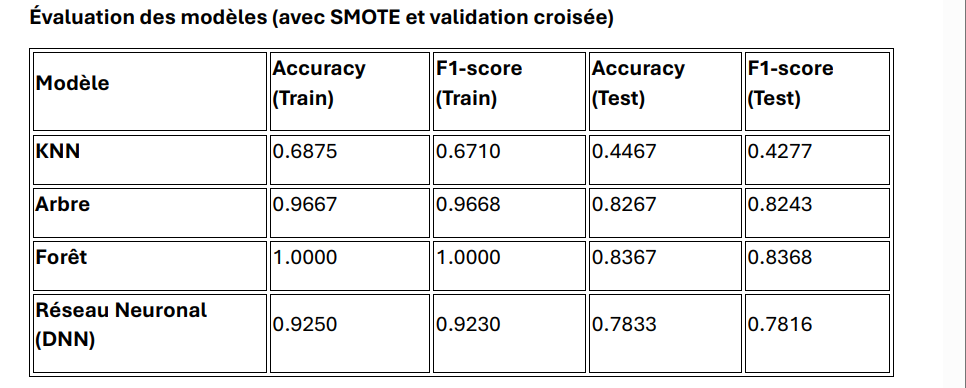 Évaluation des modèles (avec SMOTE et validation croisée)
Modèle Accuracy (Train) F1-score (Train) Accuracy (Test) F1-score (Test)
KNN 0.6875 0.6710 0.4467 0.4277
Arbre 0.9667 0.9668 0.8267 0.8243
Forêt 1.0000 1.0000 0.8367 0.8368
Réseau Neuronal (DNN) 0.9250 0.9230 0.7833 0.7816